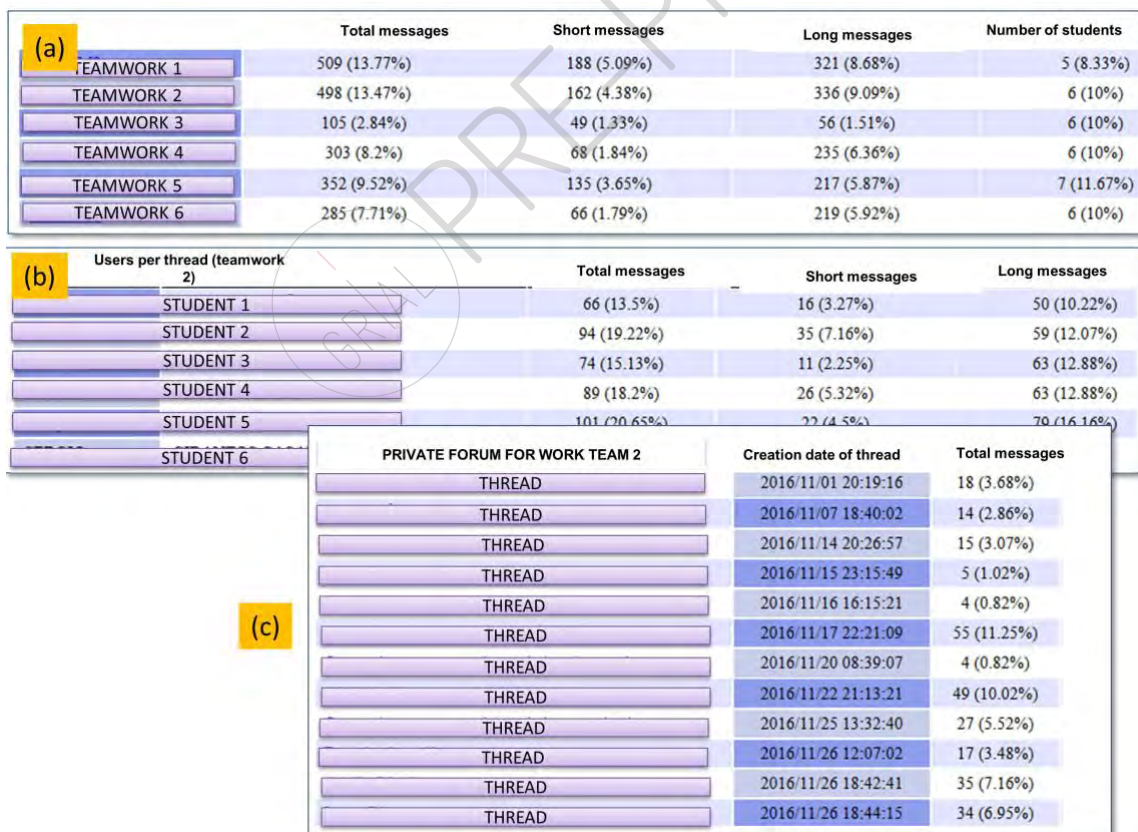 (a)
Total messages Short messages Long messages Number of students
TEAMWORK 1 509 (13.77%) 188 (5.09%) 321 (8.68%) 5 (8.33%)
TEAMWORK 2 498 (13.47%) 162 (4.38%) 336 (9.09%) 6 (10%)
TEAMWORK 3 105 (2.84%) 49 (1.33%) 56 (1.51%) 6 (10%)
TEAMWORK 4 303 (8.2%) 68 (1.84%) 235 (6.36%) 6 (10%)
TEAMWORK 5 352 (9.52%) 135 (3.65%) 217 (5.87%) 7 (11.67%)
TEAMWORK 6 285 (7.71%) 66 (1.79%) 219 (5.92%) 6 (10%)
(b)
Users per thread (teamwork
2) Total messages Short messages Long messages
STUDENT 1 66 (13.5%) 16 (3.27%) 50 (10.22%)
STUDENT 2 94 (19.22%) 35 (7.16%) 59 (12.07%)
STUDENT 3 74 (15.13%) 11 (2.25%) 63 (12.88%)
STUDENT 4 89 (18.2%) 26 (5.32%) 63 (12.88%)
STUDENT 5 101 (20.65%) 22 (4.5%) 79 (16.16%)
STUDENT 6
(c)
PRIVATE FORUM FOR WORK TEAM 2 Creation date of thread Total messages
THREAD 2016/11/01 20:19:16 18 (3.68%)
THREAD 2016/11/07 18:40:02 14 (2.86%)
THREAD 2016/11/14 20:26:57 15 (3.07%)
THREAD 2016/11/15 23:15:49 5 (1.02%)
THREAD 2016/11/16 16:15:21 4 (0.82%)
THREAD 2016/11/17 22:21:09 55 (11.25%)
THREAD 2016/11/20 08:39:07 4 (0.82%)
THREAD 2016/11/22 21:13:21 49 (10.02%)
THREAD 2016/11/25 13:32:40 27 (5.52%)
THREAD 2016/11/26 12:07:02 17 (3.48%)
THREAD 2016/11/26 18:42:41 35 (7.16%)
THREAD 2016/11/26 18:44:15 34 (6.95%)
GRIAL
PRE-P